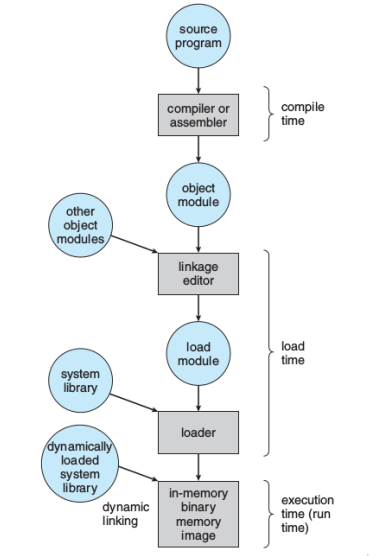 source
program
compiler or
assembler
compile
time
object
module
other
object
modules
linkage
editor
load
time
load
module
system
library
loader
dynamically
loaded
system
library
dynamic
linking
in-memory
binary
memory
image
execution
time (run
time)